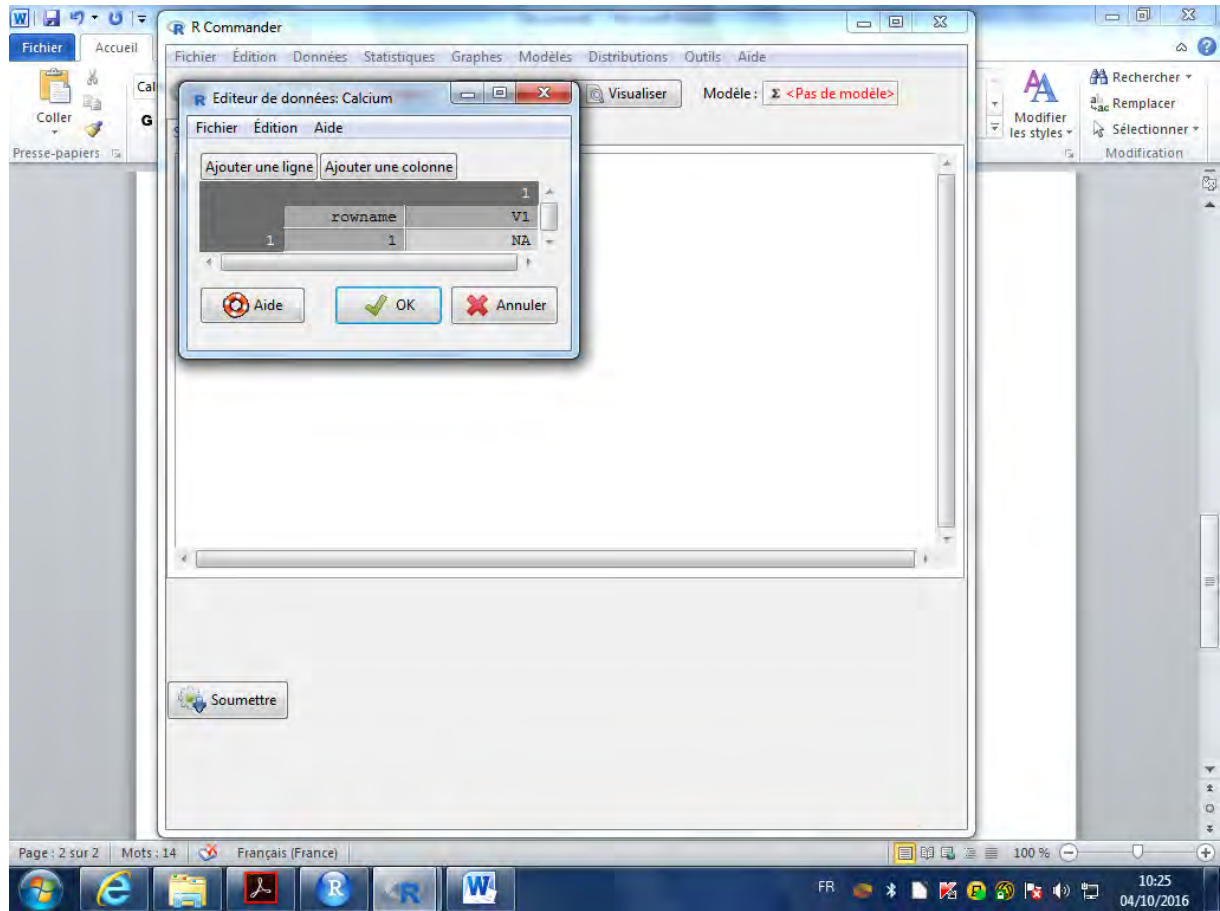 R Commander
Fichier Accueil
Fichier Édition Données Statistiques Graphes Modèles Distributions Outils Aide
Coller
Cal
G
Presse-papiers
Rechercher
Remplacer
Sélectionner
Modifier
les styles
Modification
Visualiser Modèle : Σ <Pas de modèle>
Editeur de données: Calcium
Fichier Édition Aide
Ajouter une ligne Ajouter une colonne
1
rowname V1
1 1 NA
Aide OK Annuler
Soumettre
Page : 2 sur 2 Mots : 14 Français (France) 100 %
FR 10:25
04/10/2016